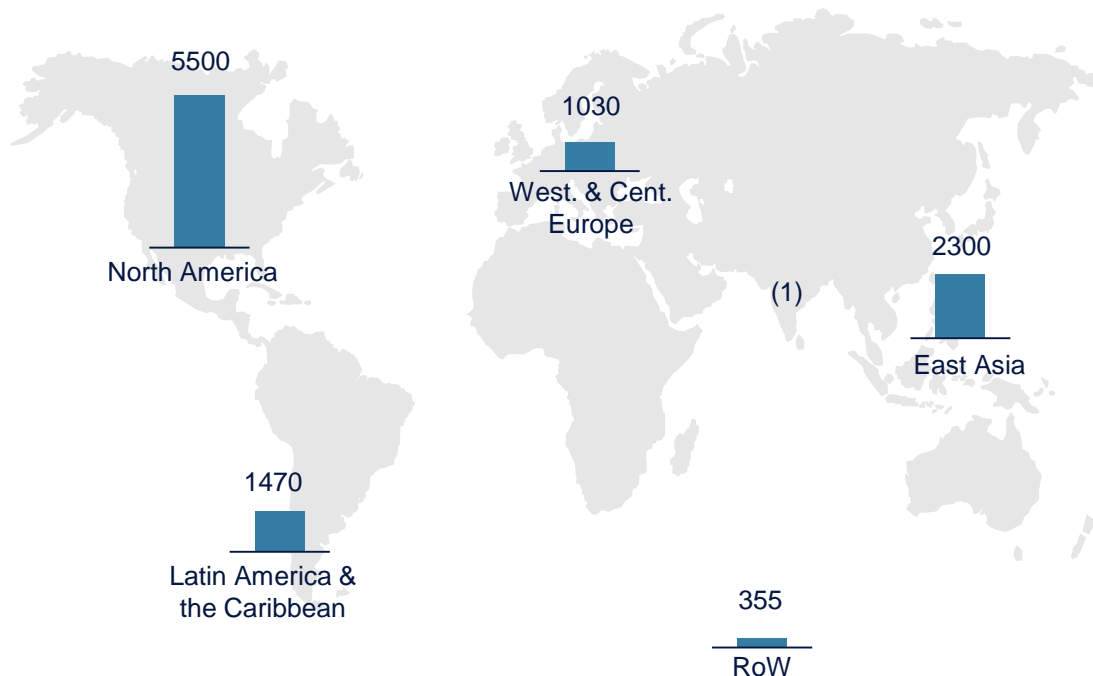 5500
North America
1030
West. & Cent.
Europe
2300
East Asia
(1)
1470
Latin America &
the Caribbean
355
RoW